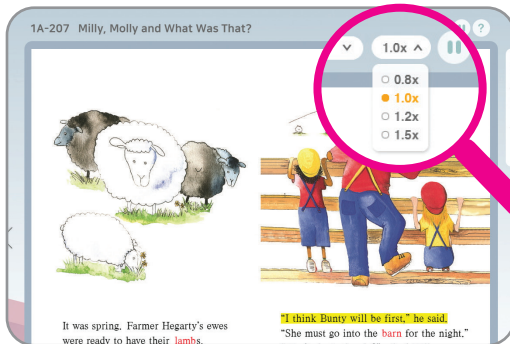 1A-207 Milly, Molly and What Was That?
?
1.0x
0.8x
1.0x
1.2x
1.5x
It was spring. Farmer Hegarty's ewes
were ready to have their lambs.
"I think Bunty will be first," he said.
"She must go into the barn for the night."